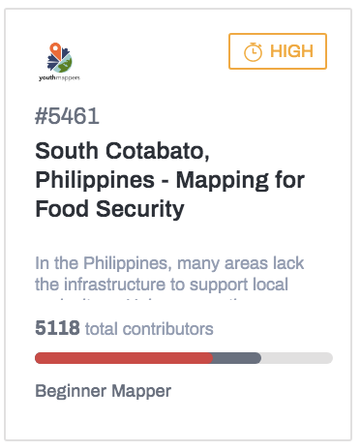 youthmappers
HIGH
#5461
South Cotabato,
Philippines - Mapping for
Food Security
In the Philippines, many areas lack
the infrastructure to support local
5118 total contributors
Beginner Mapper